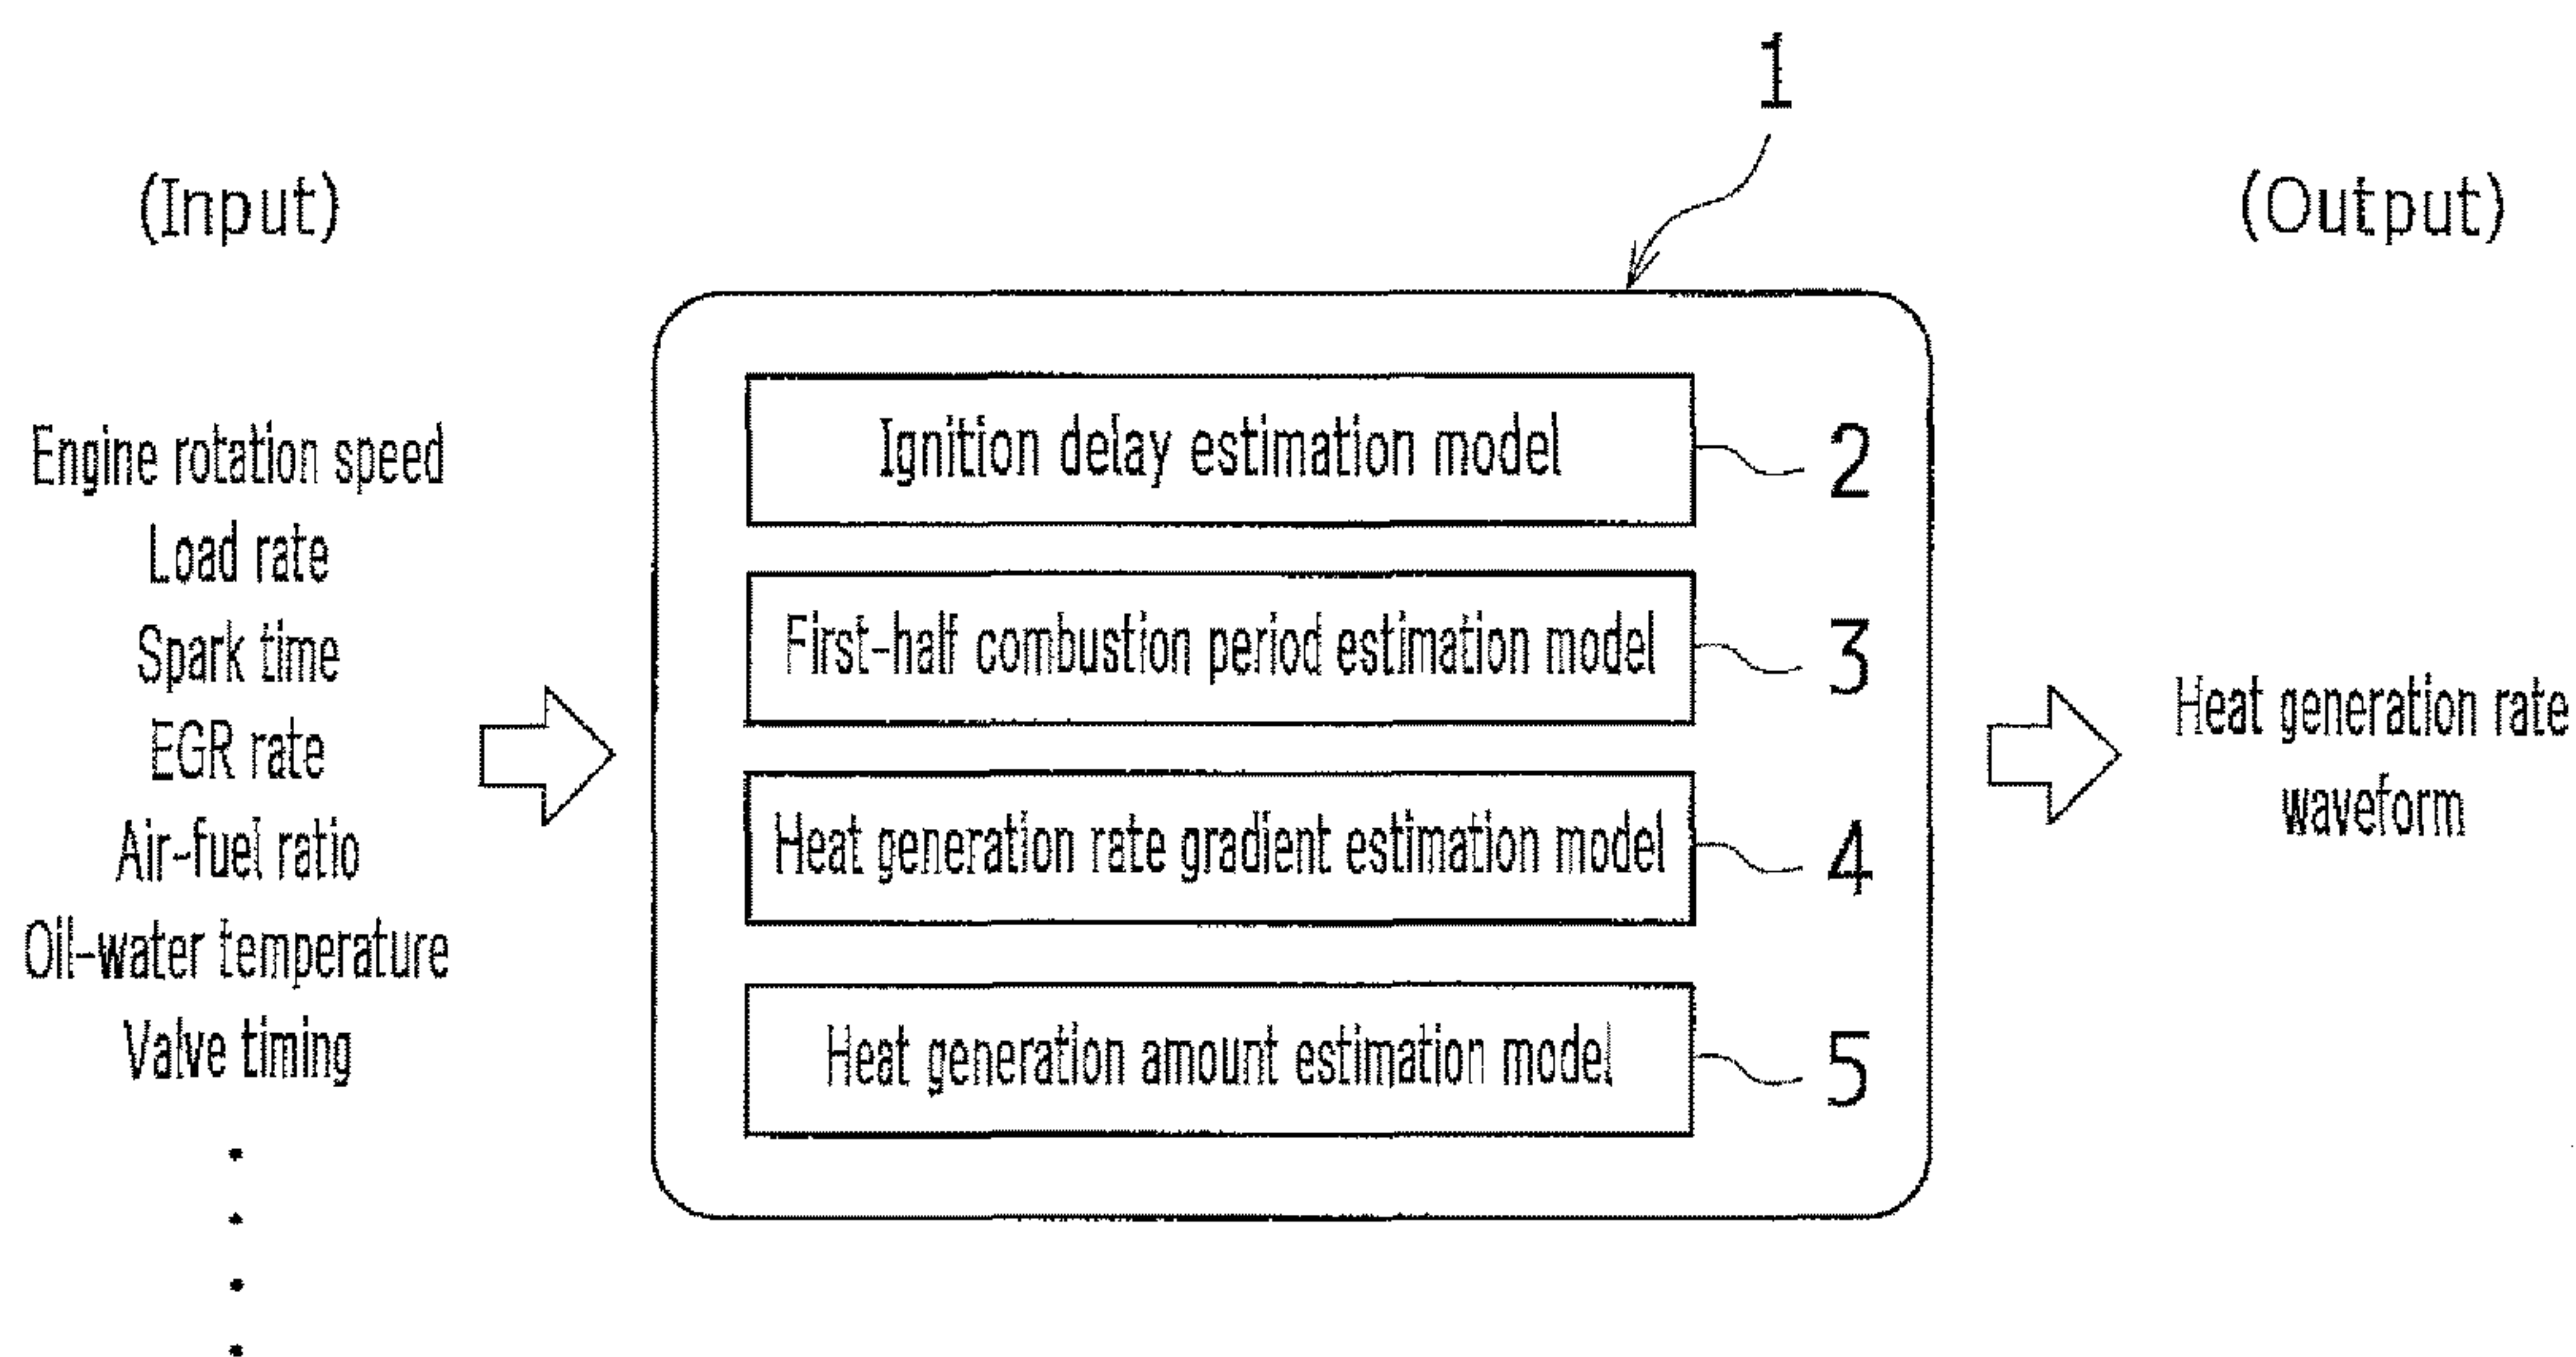 1
(Input)
(Output)
Engine rotation speed
Load rate
Spark time
EGR rate
Air-fuel ratio
Oil-water temperature
Valve timing
Ignition delay estimation model
2
First-half combustion period estimation model
3
Heat generation rate gradient estimation model
4
Heat generation amount estimation model
5
Heat generation rate
waveform